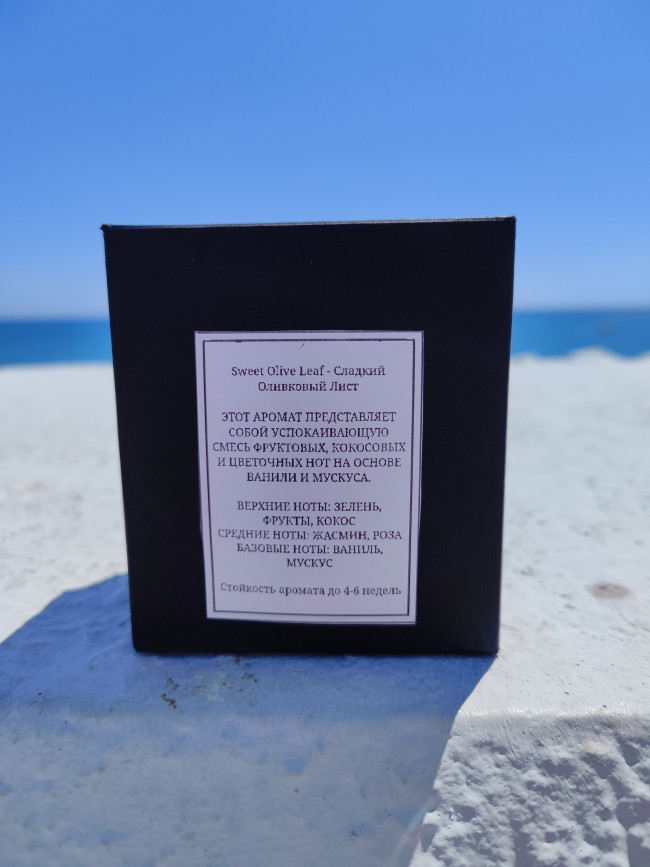 Sweet Olive Leaf - Сладкий
Оливковый Лист
ЭТОТ АРОМАТ ПРЕДСТАВЛЯЕТ
СОБОЙ УСПОКАИВАЮЩУЮ
СМЕСЬ ФРУКТОВЫХ, КОКОСОВЫХ
И ЦВЕТОЧНЫХ НОТ НА ОСНОВЕ
ВАНИЛИ И МУСКУСА.
ВЕРХНИЕ НОТЫ: ЗЕЛЕНЬ,
ФРУКТЫ, КОКОС
СРЕДНИЕ НОТЫ: ЖАСМИН, РОЗА
БАЗОВЫЕ НОТЫ: ВАНИЛЬ,
МУСКУС
Стойкость аромата до 4-6 недель